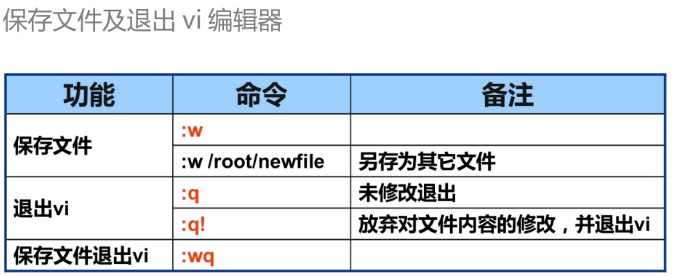 保存文件及退出 vi 编辑器
功能 命令 备注
保存文件 :w
:w /root/newfile 另存为其它文件
退出vi :q 未修改退出
:q! 放弃对文件内容的修改，并退出vi
保存文件退出vi :wq